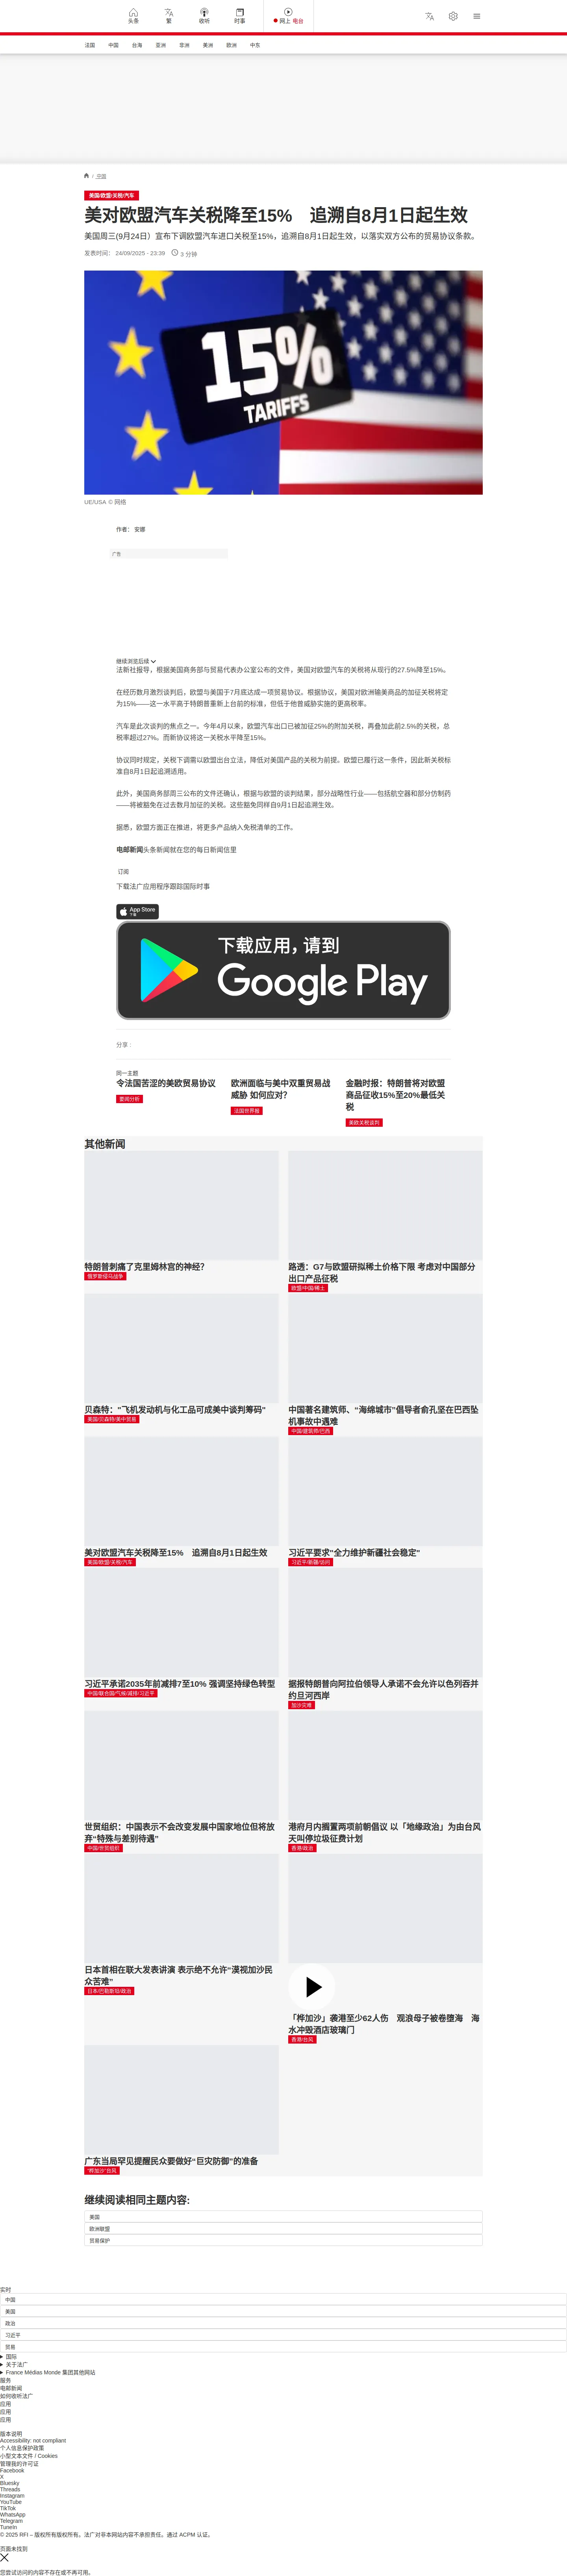 头条
繁
收听
时事
网上 电台
法国
中国
台海
亚洲
非洲
美洲
欧洲
中东
/ 中国
美国/欧盟/关税/汽车
美对欧盟汽车关税降至15%　追溯自8月1日起生效
美国周三(9月24日）宣布下调欧盟汽车进口关税至15%，追溯自8月1日起生效，以落实双方公布的贸易协议条款。
发表时间： 24/09/2025 - 23:39
3 分钟
15%
TARIFFS
UE/USA © 网络
作者： 安娜
广告
继续浏览后续
法新社报导，根据美国商务部与贸易代表办公室公布的文件，美国对欧盟汽车的关税将从现行的27.5%降至15%。
在经历数月激烈谈判后，欧盟与美国于7月底达成一项贸易协议。根据协议，美国对欧洲输美商品的加征关税将定
为15%——这一水平高于特朗普重新上台前的标准，但低于他曾威胁实施的更高税率。
汽车是此次谈判的焦点之一。今年4月以来，欧盟汽车出口已被加征25%的附加关税，再叠加此前2.5%的关税，总
税率超过27%。而新协议将这一关税水平降至15%。
协议同时规定，关税下调需以欧盟出台立法，降低对美国产品的关税为前提。欧盟已履行这一条件，因此新关税标
准自8月1日起追溯适用。
此外，美国商务部周三公布的文件还确认，根据与欧盟的谈判结果，部分战略性行业——包括航空器和部分仿制药
——将被豁免在过去数月加征的关税。这些豁免同样自9月1日起追溯生效。
据悉，欧盟方面正在推进，将更多产品纳入免税清单的工作。
电邮新闻头条新闻就在您的每日新闻信里
订阅
下载法广应用程序跟踪国际时事
App Store
下载
下载应用，请到
Google Play
分享 :
同一主题
令法国苦涩的美欧贸易协议
要闻分析
欧洲面临与美中双重贸易战
威胁 如何应对？
法国世界报
金融时报：特朗普将对欧盟
商品征收15%至20%最低关
税
美欧关税谈判
其他新闻
特朗普刺痛了克里姆林宫的神经？
俄罗斯侵乌战争
路透：G7与欧盟研拟稀土价格下限 考虑对中国部分
出口产品征税
欧盟/中国/稀土
贝森特："飞机发动机与化工品可成美中谈判筹码"
美国/贝森特/美中贸易
中国著名建筑师、“海绵城市”倡导者俞孔坚在巴西坠
机事故中遇难
中国/建筑师/巴西
美对欧盟汽车关税降至15%　追溯自8月1日起生效
美国/欧盟/关税/汽车
习近平要求"全力维护新疆社会稳定"
习近平/新疆/访问
习近平承诺2035年前减排7至10% 强调坚持绿色转型
中国/联合国/气候/减排/习近平
据报特朗普向阿拉伯领导人承诺不会允许以色列吞并
约旦河西岸
加沙灾难
世贸组织：中国表示不会改变发展中国家地位但将放
弃“特殊与差别待遇”
中国/世贸组织
港府月内搁置两项前朝倡议 以「地缘政治」为由台风
天叫停垃圾征费计划
香港/政治
日本首相在联大发表讲演 表示绝不允许“漠视加沙民
众苦难”
日本/巴勒斯坦/政治
「桦加沙」袭港至少62人伤　观浪母子被卷堕海　海
水冲毁酒店玻璃门
香港/台风
广东当局罕见提醒民众要做好“巨灾防御”的准备
“桦加沙”台风
继续阅读相同主题内容:
美国
欧洲联盟
贸易保护
实时
中国
美国
政治
习近平
贸易
国际
关于法广
France Médias Monde 集团其他网站
服务
电邮新闻
如何收听法广
应用
应用
应用
版本说明
Accessibility: not compliant
个人信息保护政策
小型文本文件 / Cookies
管理我的许可证
Facebook
X
Bluesky
Threads
Instagram
YouTube
TikTok
WhatsApp
Telegram
TuneIn
© 2025 RFI – 版权所有版权所有。法广对非本网站内容不承担责任。通过 ACPM 认证。
页面未找到
您尝试访问的内容不存在或不再可用。